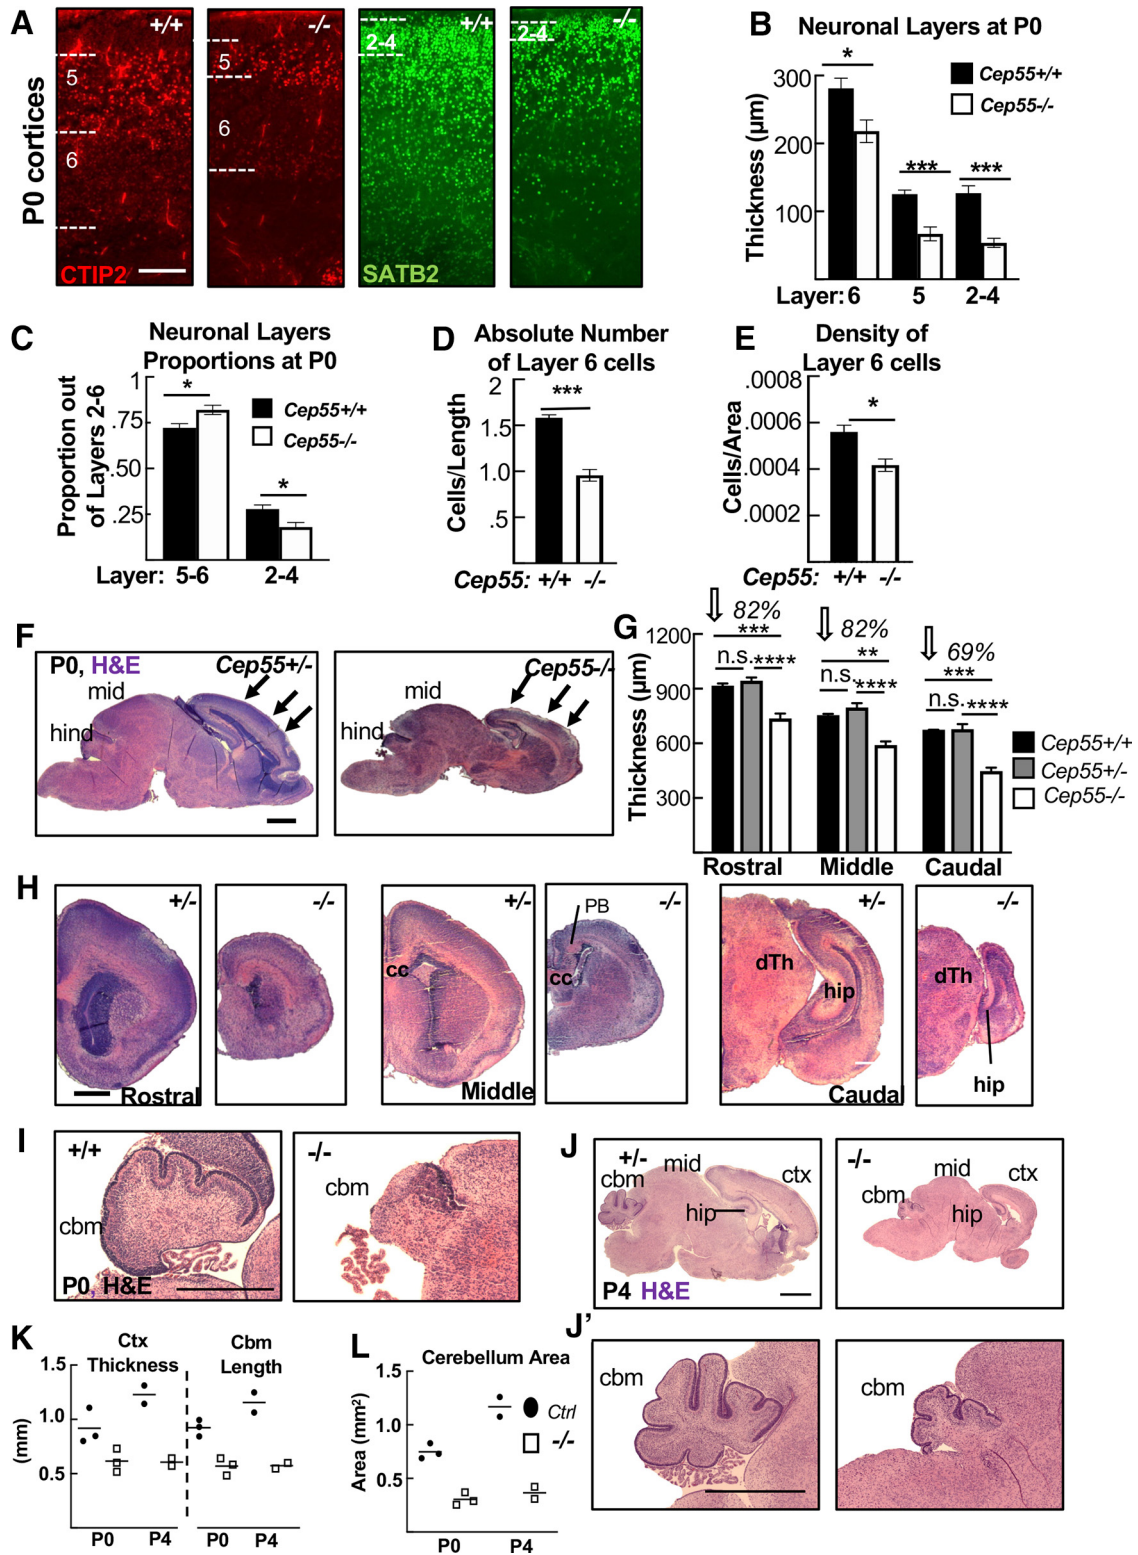 A
+/+
5
6
CTIP2
-/-
5
6
+/+
2-4
SATB2
-/-
2-4
P0 cortices
B
Neuronal Layers at P0
Thickness (μm)
300
200
100
*
***
***
Cep55+/+
Cep55-/-
Layer: 6 5 2-4
C
Neuronal Layers
Proportions at P0
Proportion out
of Layers 2-6
1
.75
.50
.25
*
*
Cep55+/+
Cep55-/-
Layer: 5-6 2-4
D
Absolute Number
of Layer 6 cells
Cells/Length
2
1.5
1.0
.5
***
Cep55: +/+ -/-
E
Density of
Layer 6 cells
Cells/Area
.0008
.0006
.0004
.0002
*
Cep55: +/+ -/-
F
P0, H&E
Cep55+/-
mid
hind
Cep55-/-
mid
hind
G
Thickness (μm)
1200
900
600
300
82%
***
n.s. ****
82%
**
n.s. ****
69%
***
n.s. ****
Rostral Middle Caudal
Cep55+/+
Cep55+/-
Cep55-/-
H
+/-
Rostral
-/-
+/-
cc
Middle
-/-
PB
cc
+/-
dTh
hip
Caudal
-/-
dTh
hip
I
+/+
cbm
P0 H&E
-/-
cbm
J
+/-
cbm
mid
ctx
hip
P4 H&E
-/-
cbm
mid
ctx
hip
J’
cbm
cbm
K
Ctx
Thickness
Cbm
Length
(mm)
1.5
1.0
0.5
P0 P4 P0 P4
L
Cerebellum Area
Area (mm²)
1.5
1.0
0.5
Ctrl
-/-
P0 P4